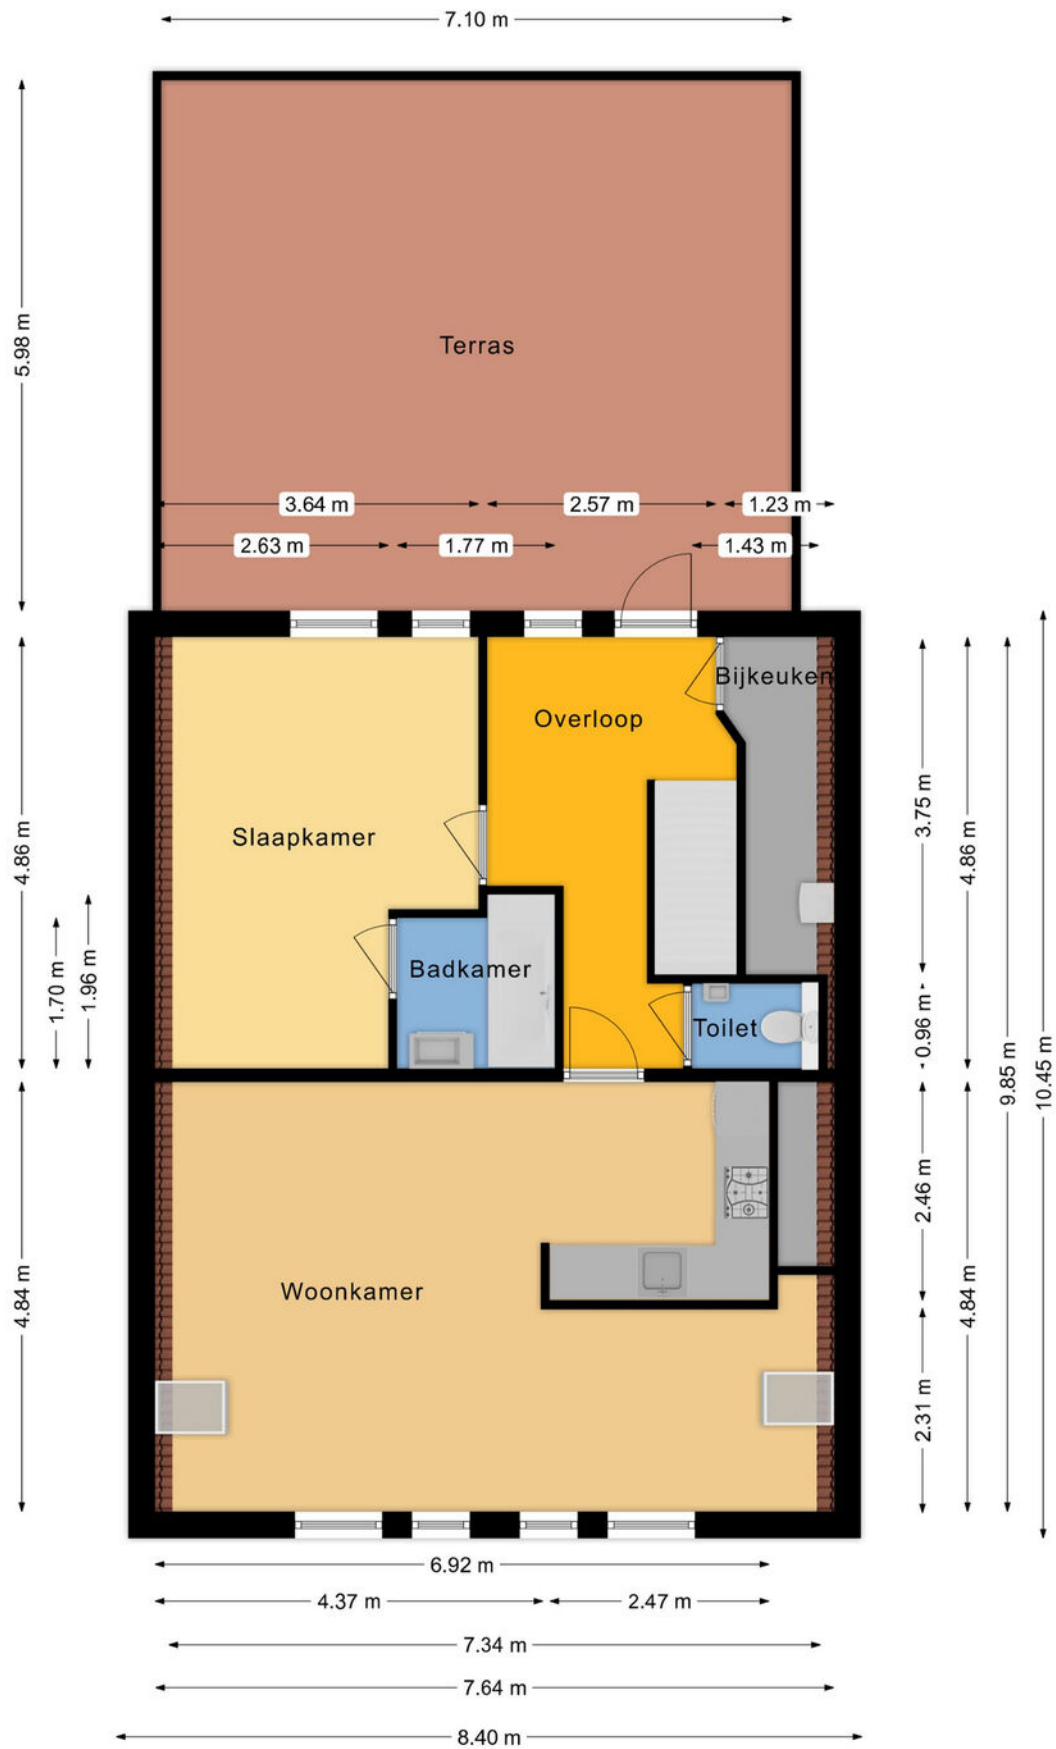 7.10 m
5.98 m
Terras
3.64 m
2.57 m
1.23 m
2.63 m
1.77 m
1.43 m
Bijkeuken
Overloop
Slaapkamer
4.86 m
3.75 m
4.86 m
1.70 m
1.96 m
Badkamer
Toilet
0.96 m
9.85 m
10.45 m
2.46 m
Woonkamer
4.84 m
4.84 m
2.31 m
6.92 m
4.37 m
2.47 m
7.34 m
7.64 m
8.40 m